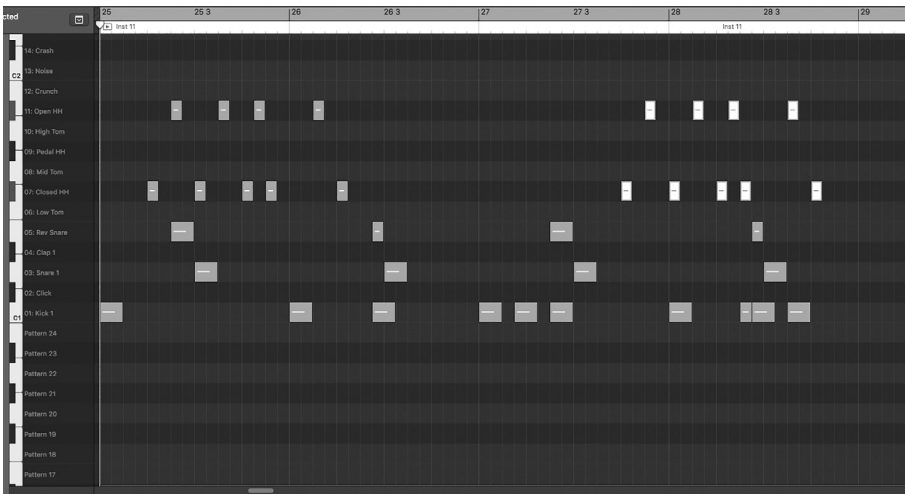 cted
25
25 3
26
26 3
27
27 3
28
28 3
29
Inst 11
Inst 11
14: Crash
C2
13: Noise
12: Crunch
11: Open HH
10: High Tom
09: Pedal HH
08: Mid Tom
07: Closed HH
06: Low Tom
05: Rev Snare
04: Clap 1
03: Snare 1
02: Click
C1
01: Kick 1
Pattern 24
Pattern 23
Pattern 22
Pattern 21
Pattern 20
Pattern 19
Pattern 18
Pattern 17